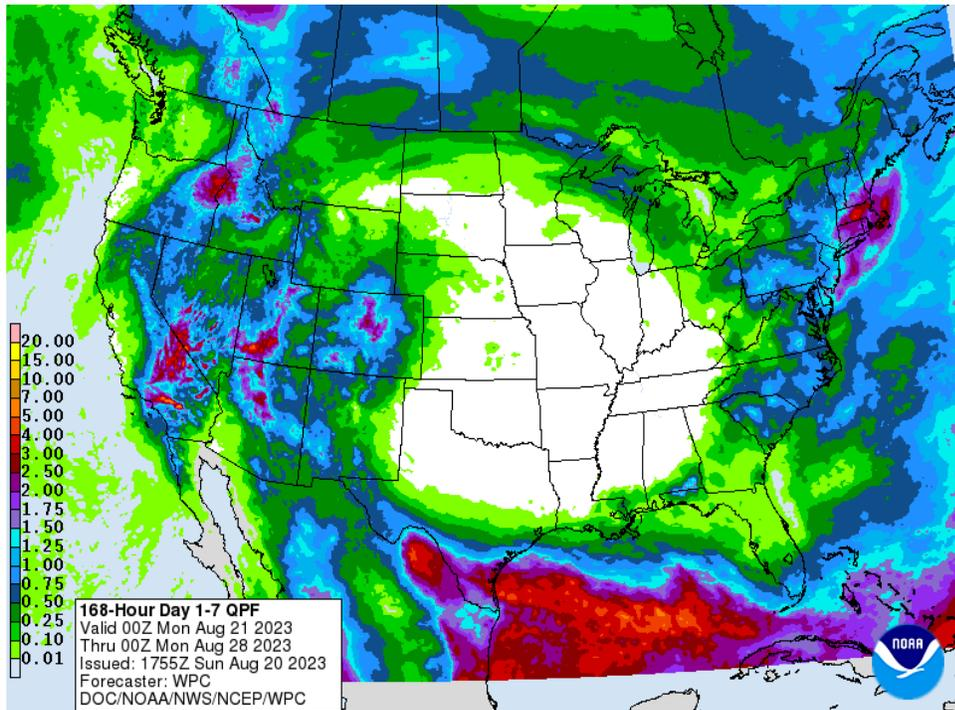 20.00
15.00
10.00
7.00
5.00
4.00
3.00
2.50
2.00
1.75
1.50
1.25
1.00
0.75
0.50
0.25
0.10
0.01
168-Hour Day 1-7 QPF
Valid 00Z Mon Aug 21 2023
Thru 00Z Mon Aug 28 2023
Issued: 1755Z Sun Aug 20 2023
Forecaster: WPC
DOC/NOAA/NWS/NCEP/WPC
NOAA